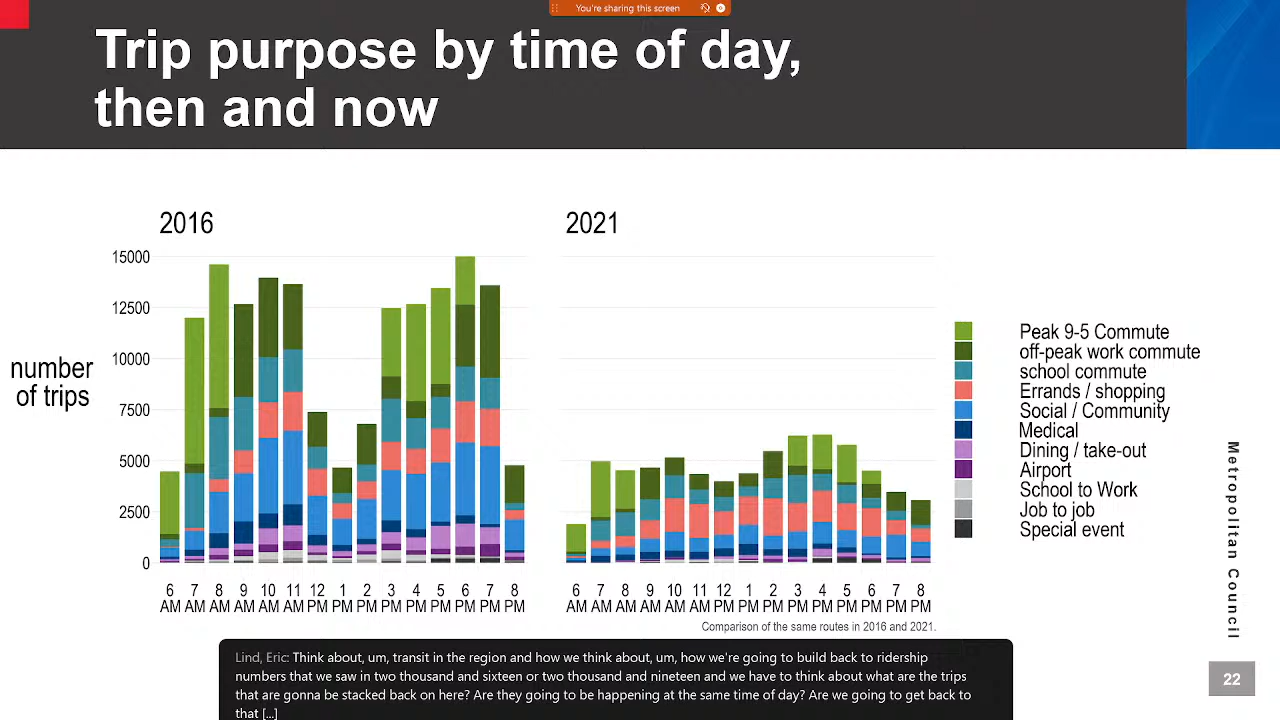 You're sharing this screen
Trip purpose by time of day,
then and now
2016
2021
15000
12500
10000
7500
5000
2500
0
number
of trips
6 7 8 9 10 11 12 1 2 3 4 5 6 7 8
AM AM AM AM AM AM PM PM PM PM PM PM PM PM PM
6 7 8 9 10 11 12 1 2 3 4 5 6 7 8
AM AM AM AM AM AM PM PM PM PM PM PM PM PM PM
Comparison of the same routes in 2016 and 2021.
Peak 9-5 Commute
off-peak work commute
school commute
Errands / shopping
Social / Community
Medical
Dining / take-out
Airport
School to Work
Job to job
Special event
Metropolitan Council
22
Lind, Eric: Think about, um, transit in the region and how we think about, um, how we're going to build back to ridership
numbers that we saw in two thousand and sixteen or two thousand and nineteen and we have to think about what are the trips
that are gonna be stacked back on here? Are they going to be happening at the same time of day? Are we going to get back to
that [...]